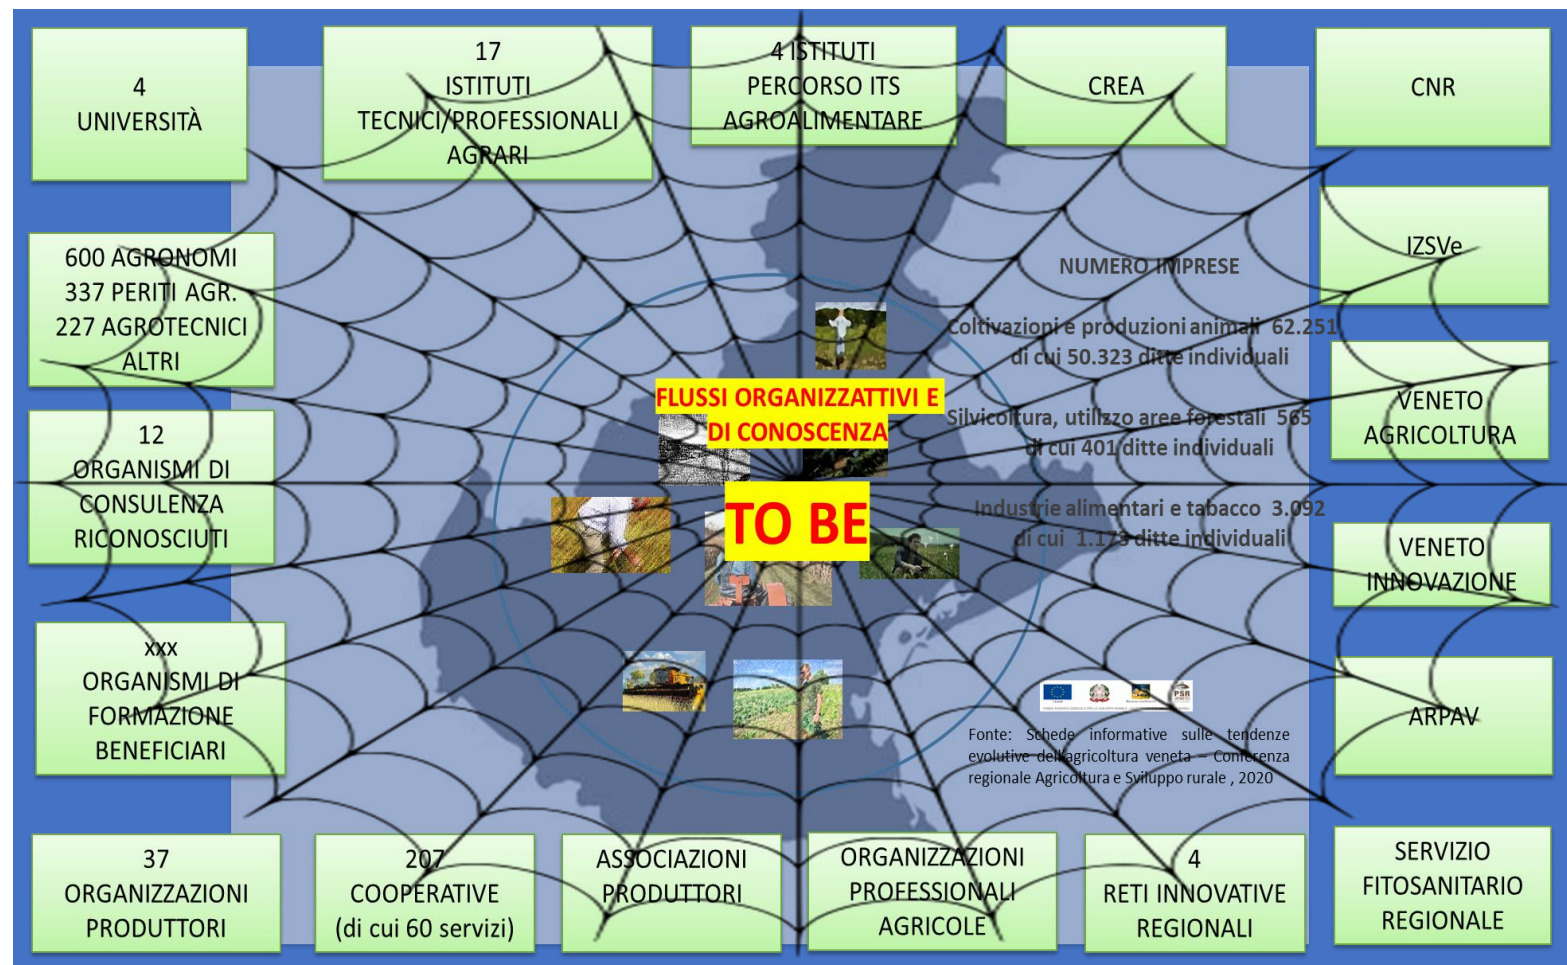 4
UNIVERSITÀ
17
ISTITUTI
TECNICI/PROFESSIONALI
AGRARI
4 ISTITUTI
PERCORSO ITS
AGROALIMENTARE
CREA
CNR
600 AGRONOMI
337 PERITI AGR.
227 AGROTECNICI
ALTRI
12
ORGANISMI DI
CONSULENZA
RICONOSCIUTI
xxx
ORGANISMI DI
FORMAZIONE
BENEFICIARI
FLUSSI ORGANIZZATTIVI E
DI CONOSCENZA
TO BE
NUMERO IMPRESE
Coltivazioni e produzioni animali 62.251
di cui 50.323 ditte individuali
Silvicoltura, utilizzo aree forestali 565
di cui 401 ditte individuali
Industrie alimentari e tabacco 3.092
di cui 1.173 ditte individuali
PSR
Fonte: Schede informative sulle tendenze
evolutive dell'agricoltura veneta – Conferenza
regionale Agricoltura e Sviluppo rurale , 2020
IZSVe
VENETO
AGRICOLTURA
VENETO
INNOVAZIONE
ARPAV
37
ORGANIZZAZIONI
PRODUTTORI
207
COOPERATIVE
(di cui 60 servizi)
ASSOCIAZIONI
PRODUTTORI
ORGANIZZAZIONI
PROFESSIONALI
AGRICOLE
4
RETI INNOVATIVE
REGIONALI
SERVIZIO
FITOSANITARIO
REGIONALE